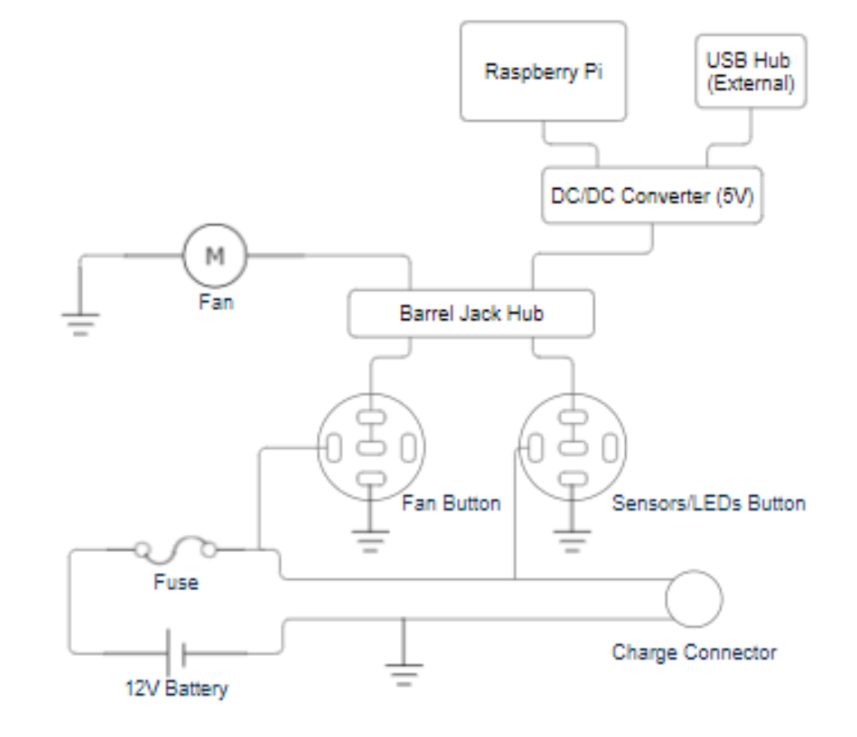 Raspberry Pi
USB Hub
(External)
DC/DC Converter (5V)
M
Fan
Barrel Jack Hub
Fan Button
Sensors/LEDs Button
Fuse
Charge Connector
12V Battery